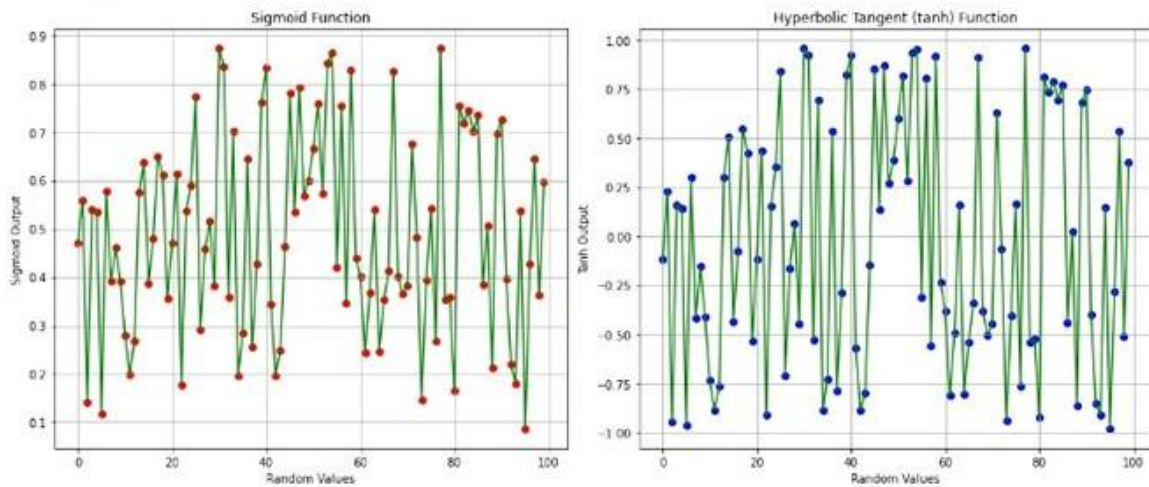 Sigmoid Function
0.9
0.8
0.7
0.6
0.5
0.4
0.3
0.2
0.1
Sigmoid Output
0 20 40 60 80 100
Random Values
Hyperbolic Tangent (tanh) Function
1.00
0.75
0.50
0.25
0.00
−0.25
−0.50
−0.75
−1.00
Tanh Output
0 20 40 60 80 100
Random Values